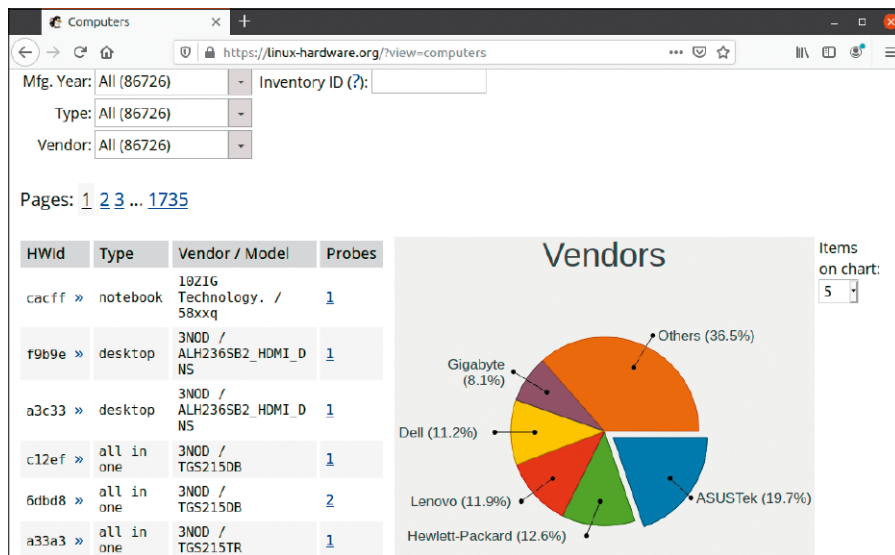 Computers
https://linux-hardware.org/?view=computers
Mfg. Year: All (86726) Inventory ID (?):
Type: All (86726)
Vendor: All (86726)
Pages: 1 2 3 ... 1735
HWid Type Vendor / Model Probes
cacff » notebook 10ZIG
Technology. /
58xxq 1
f9b9e » desktop 3NOD /
ALH236SB2_HDMI_D
NS 1
a3c33 » desktop 3NOD /
ALH236SB2_HDMI_D
NS 1
c12ef » all in
one 3NOD /
TGS215DB 1
6dbd8 » all in
one 3NOD /
TGS215DB 2
a33a3 » all in
one 3NOD /
TGS215TR 1
Vendors
Others (36.5%)
Gigabyte
(8.1%)
Dell (11.2%)
Lenovo (11.9%)
Hewlett-Packard (12.6%)
ASUSTek (19.7%)
Items
on chart:
5